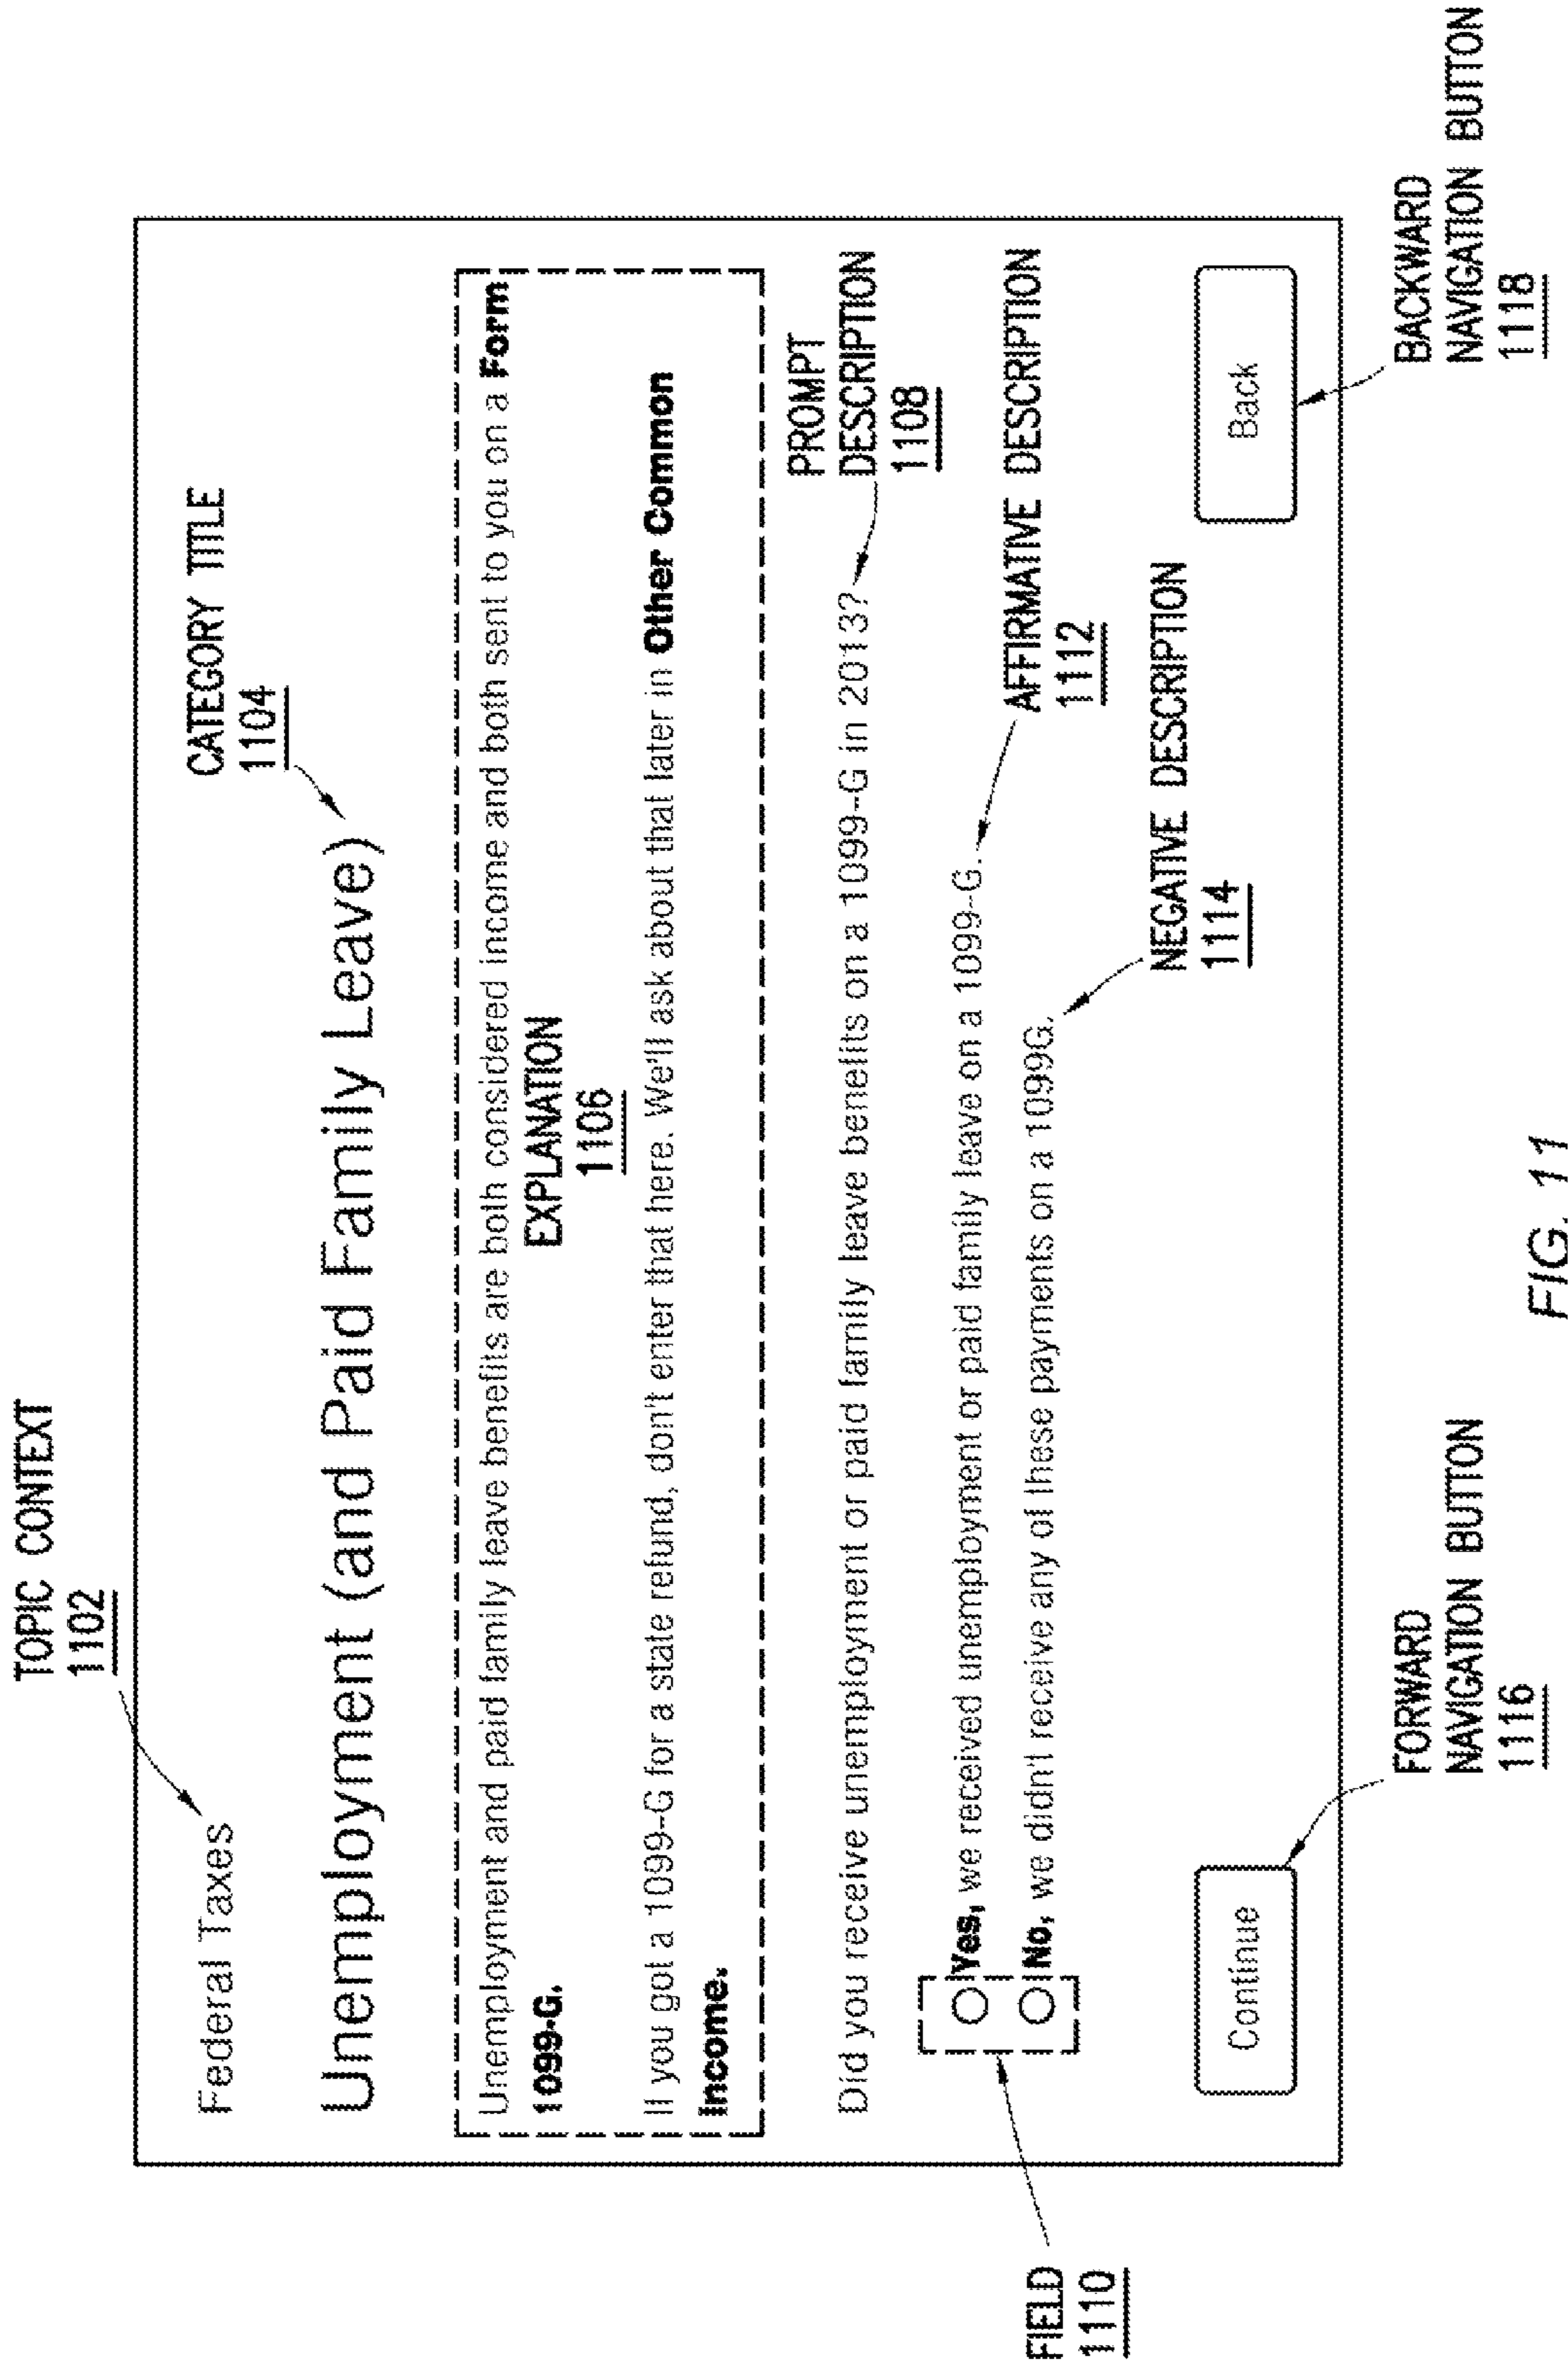 TOPIC CONTEXT
1102
Federal Taxes
CATEGORY TITLE
1104
Unemployment (and Paid Family Leave)
Unemployment and paid family leave benefits are both considered income and both sent to you on a Form
1099-G.
EXPLANATION
1106
If you got a 1099-G for a state refund, don't enter that here. We'll ask about that later in Other Common
Income.
PROMPT
DESCRIPTION
1108
Did you receive unemployment or paid family leave benefits on a 1099-G in 2013?
FIELD
1110
Yes, we received unemployment or paid family leave on a 1099-G.
AFFIRMATIVE DESCRIPTION
1112
No, we didn't receive any of these payments on a 1099G.
NEGATIVE DESCRIPTION
1114
Continue
Back
FORWARD
NAVIGATION BUTTON
1116
BACKWARD
NAVIGATION BUTTON
1118
FIG. 11